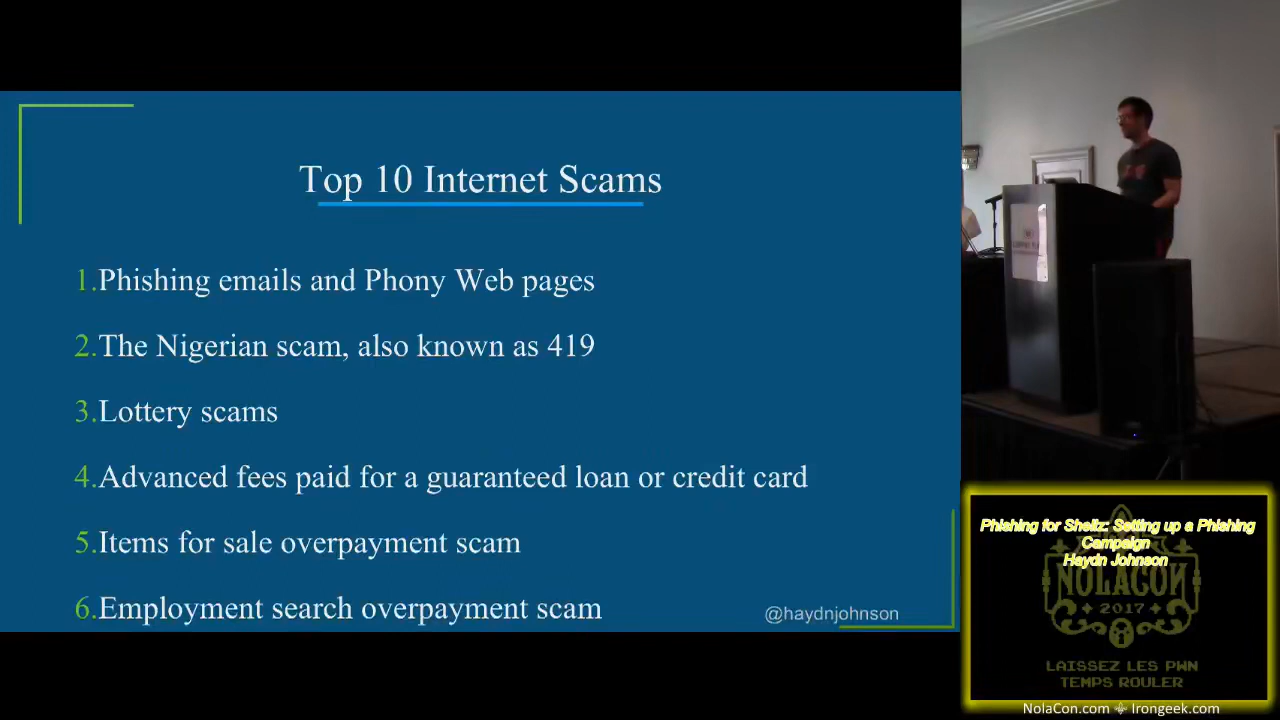 Top 10 Internet Scams
1.Phishing emails and Phony Web pages
2.The Nigerian scam, also known as 419
3.Lottery scams
4.Advanced fees paid for a guaranteed loan or credit card
5.Items for sale overpayment scam
6.Employment search overpayment scam
@haydnjohnson
Phishing for Shellz: Setting up a Phishing
Campaign
Haydn Johnson
NOLACON
2017
LAISSEZ LES PWN
TEMPS ROULER
NolaCon.com Irongeek.com